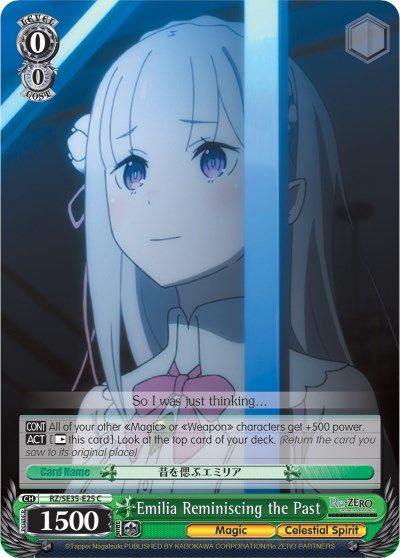 LEVEL
0
0
COST
So I was just thinking…
CONT All of your other «Magic» or «Weapon» characters get +500 power.
ACT [ this card] Look at the top card of your deck. (Return the card you
saw to its original place)
Card Name
昔を偲ぶエミリア
CD RZ/SE35-E25 C
POWER 1500 SOUL
Emilia Reminiscing the Past
Re:ZERO
Magic
Celestial Spirit
©Tappei Nagatsuki,PUBLISHED BY KADOKAWA CORPORATION/Re:ZERO PARTNERS